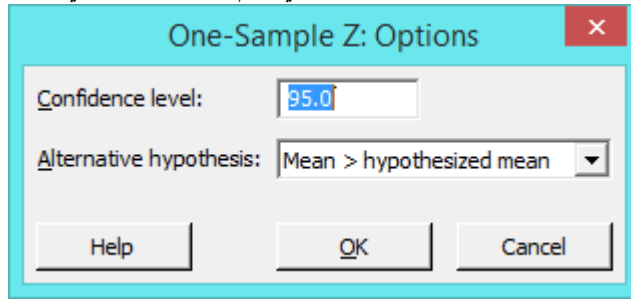 One-Sample Z: Options
Confidence level: 95.0
Alternative hypothesis: Mean > hypothesized mean
Help OK Cancel